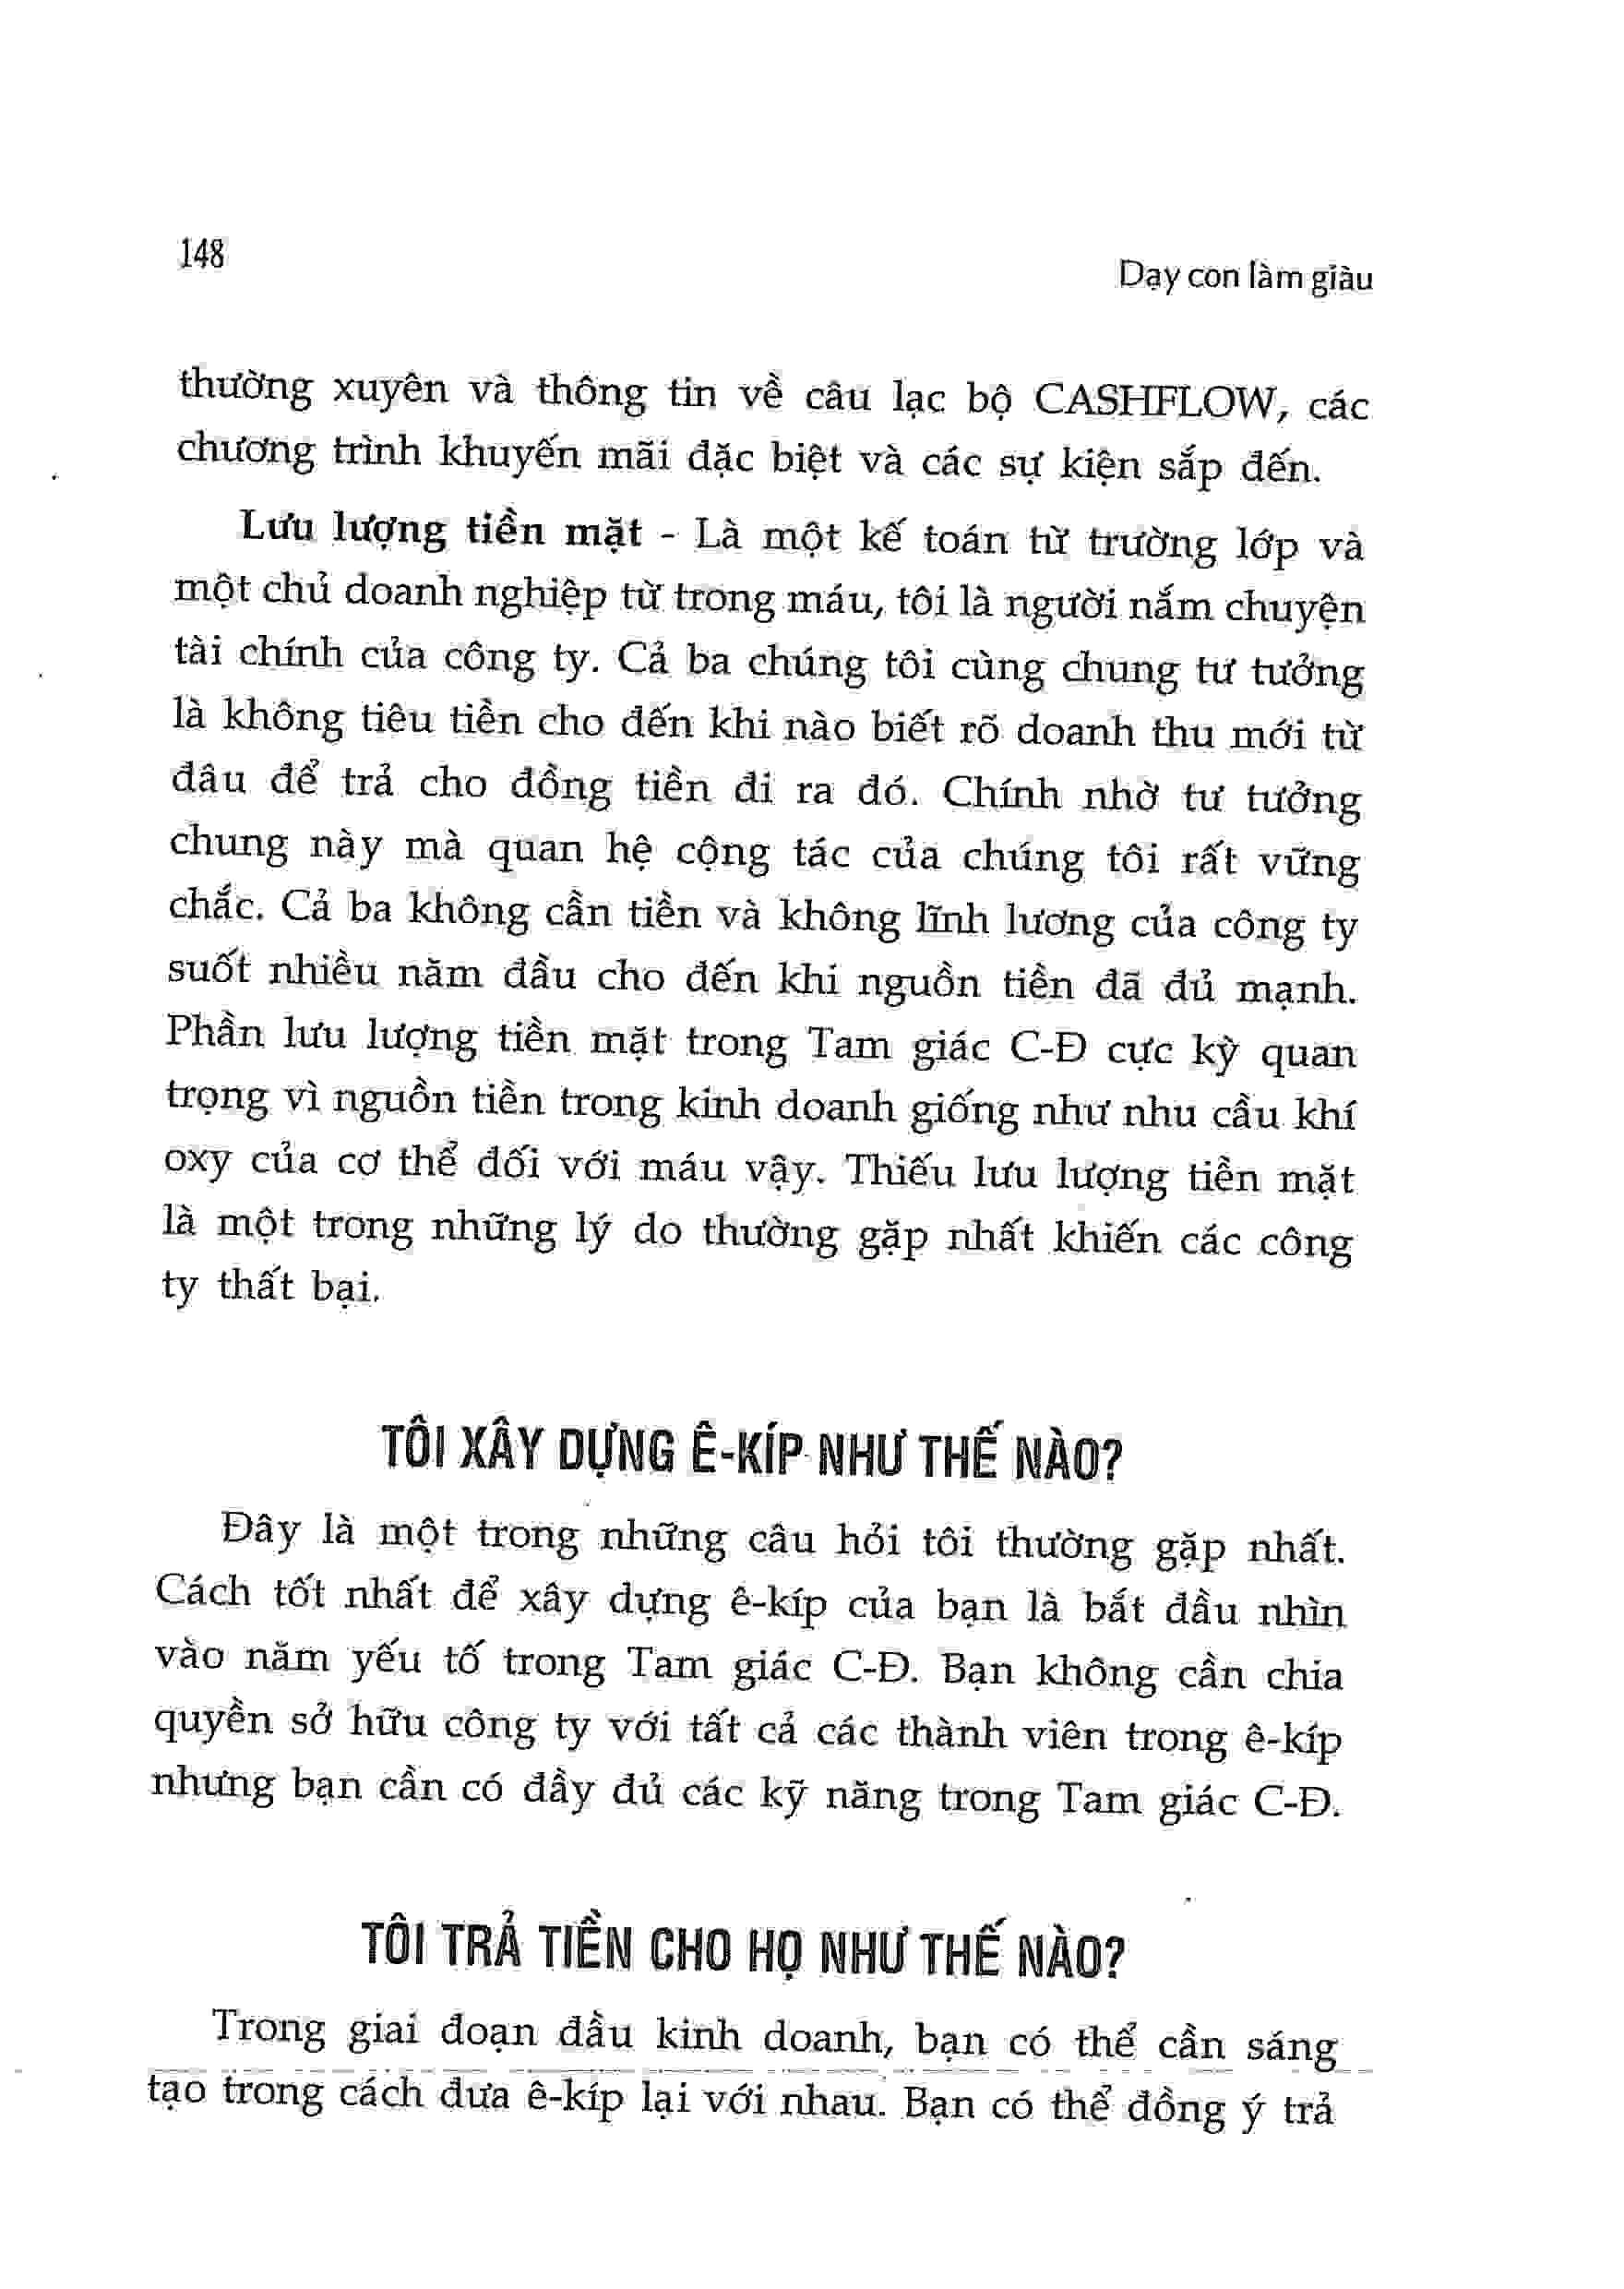 148
Dạy con làm giàu
thường xuyên và thông tin về câu lạc bộ CASHFLOW, các
chương trình khuyến mãi đặc biệt và các sự kiện sắp đến.
Lưu lượng tiền mặt - Là một kế toán từ trường lớp và
một chủ doanh nghiệp từ trong máu, tôi là người nắm chuyện
tài chính của công ty. Cả ba chúng tôi cùng chung tư tưởng
là không tiêu tiền cho đến khi nào biết rõ doanh thu mới từ
đâu để trả cho đồng tiền đi ra đó. Chính nhờ tư tưởng
chung này mà quan hệ cộng tác của chúng tôi rất vững
chắc. Cả ba không cần tiền và không lĩnh lương của công ty
suốt nhiều năm đầu cho đến khi nguồn tiền đã đủ mạnh.
Phần lưu lượng tiền mặt trong Tam giác C-Đ cực kỳ quan
trọng vì nguồn tiền trong kinh doanh giống như nhu cầu khí
oxy của cơ thể đối với máu vậy. Thiếu lưu lượng tiền mặt
là một trong những lý do thường gặp nhất khiến các công
ty thất bại.
TÔI XÂY DỰNG Ê-KÍP NHƯ THẾ NÀO?
Đây là một trong những câu hỏi tôi thường gặp nhất.
Cách tốt nhất để xây dựng ê-kíp của bạn là bắt đầu nhìn
vào năm yếu tố trong Tam giác C-Đ. Bạn không cần chia
quyền sở hữu công ty với tất cả các thành viên trong ê-kíp
nhưng bạn cần có đầy đủ các kỹ năng trong Tam giác C-Đ.
TÔI TRẢ TIỀN CHO HỌ NHƯ THẾ NÀO?
Trong giai đoạn đầu kinh doanh, bạn có thể cần sáng
tạo trong cách đưa ê-kíp lại với nhau. Bạn có thể đồng ý trả